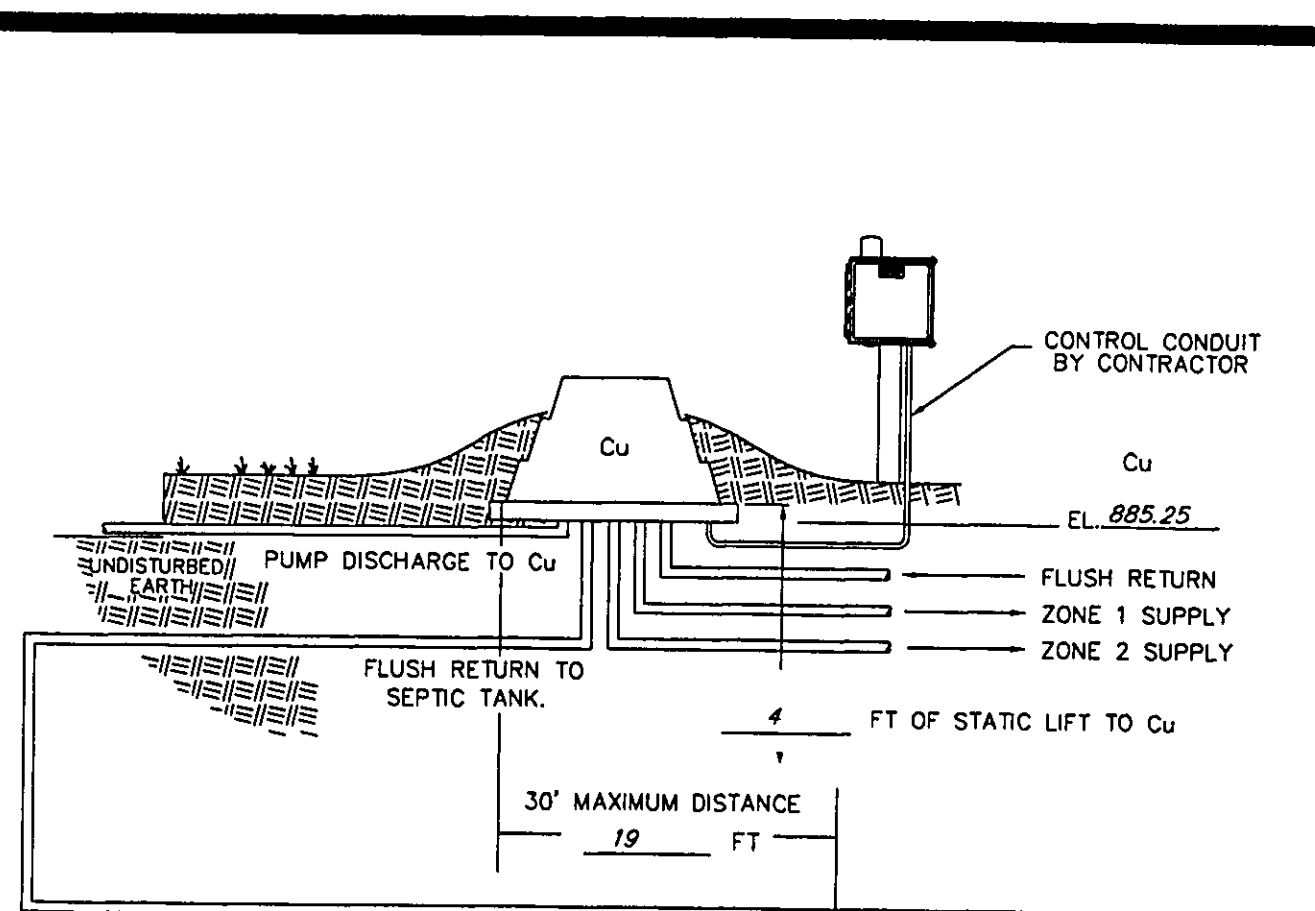 CONTROL CONDUIT
BY CONTRACTOR
Cu
Cu
EL. 885.25
UNDISTURBED
EARTH
PUMP DISCHARGE TO Cu
FLUSH RETURN
ZONE 1 SUPPLY
ZONE 2 SUPPLY
FLUSH RETURN TO
SEPTIC TANK.
4 FT OF STATIC LIFT TO Cu
30' MAXIMUM DISTANCE
19 FT